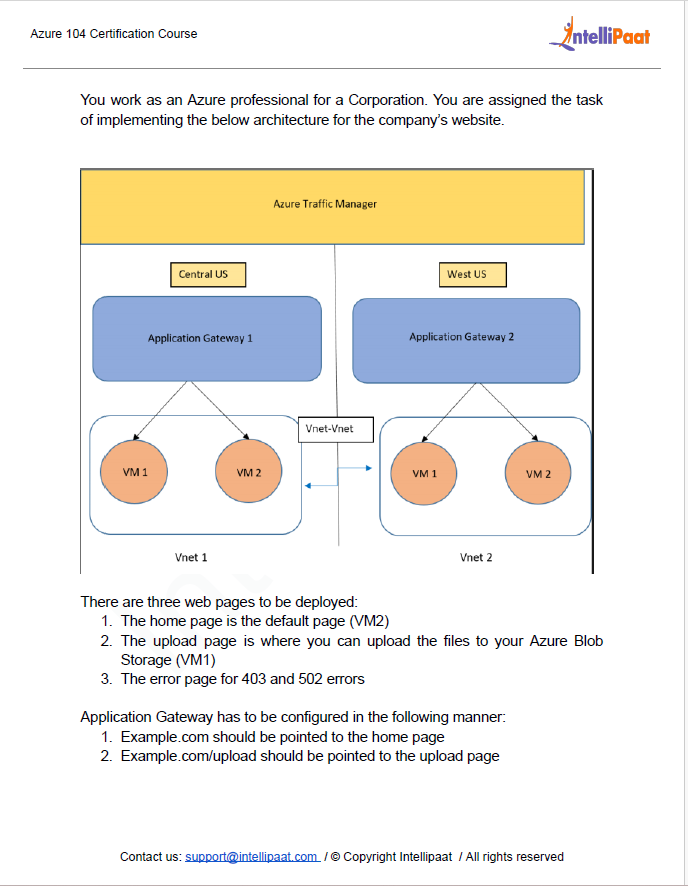 Azure 104 Certification Course
IntelliPaat
You work as an Azure professional for a Corporation. You are assigned the task
of implementing the below architecture for the company’s website.
Azure Traffic Manager
Central US
West US
Application Gateway 1
Application Gateway 2
Vnet-Vnet
VM 1
VM 2
VM 1
VM 2
Vnet 1
Vnet 2
There are three web pages to be deployed:
1. The home page is the default page (VM2)
2. The upload page is where you can upload the files to your Azure Blob
Storage (VM1)
3. The error page for 403 and 502 errors
Application Gateway has to be configured in the following manner:
1. Example.com should be pointed to the home page
2. Example.com/upload should be pointed to the upload page
Contact us: support@intellipaat.com / © Copyright Intellipaat / All rights reserved